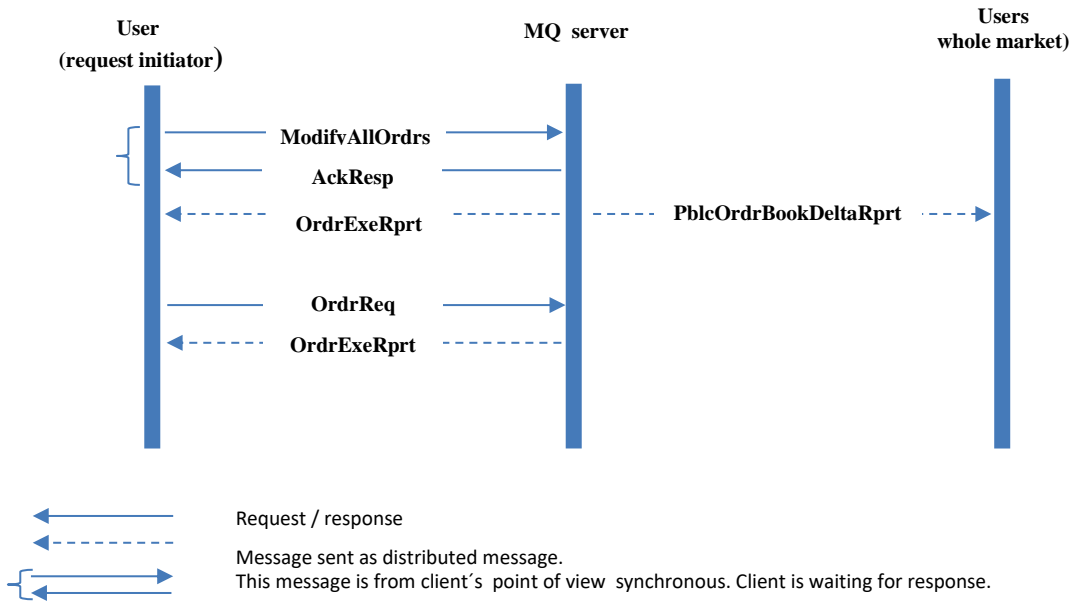 User
(request initiator)
MQ server
Users
whole market)
ModifvAllOrdrs
AckResp
OrdrExeRprt
PblcOrdrBookDeltaRprt
OrdrReq
OrdrExeRprt
Request / response
Message sent as distributed message.
This message is from client´s point of view synchronous. Client is waiting for response.